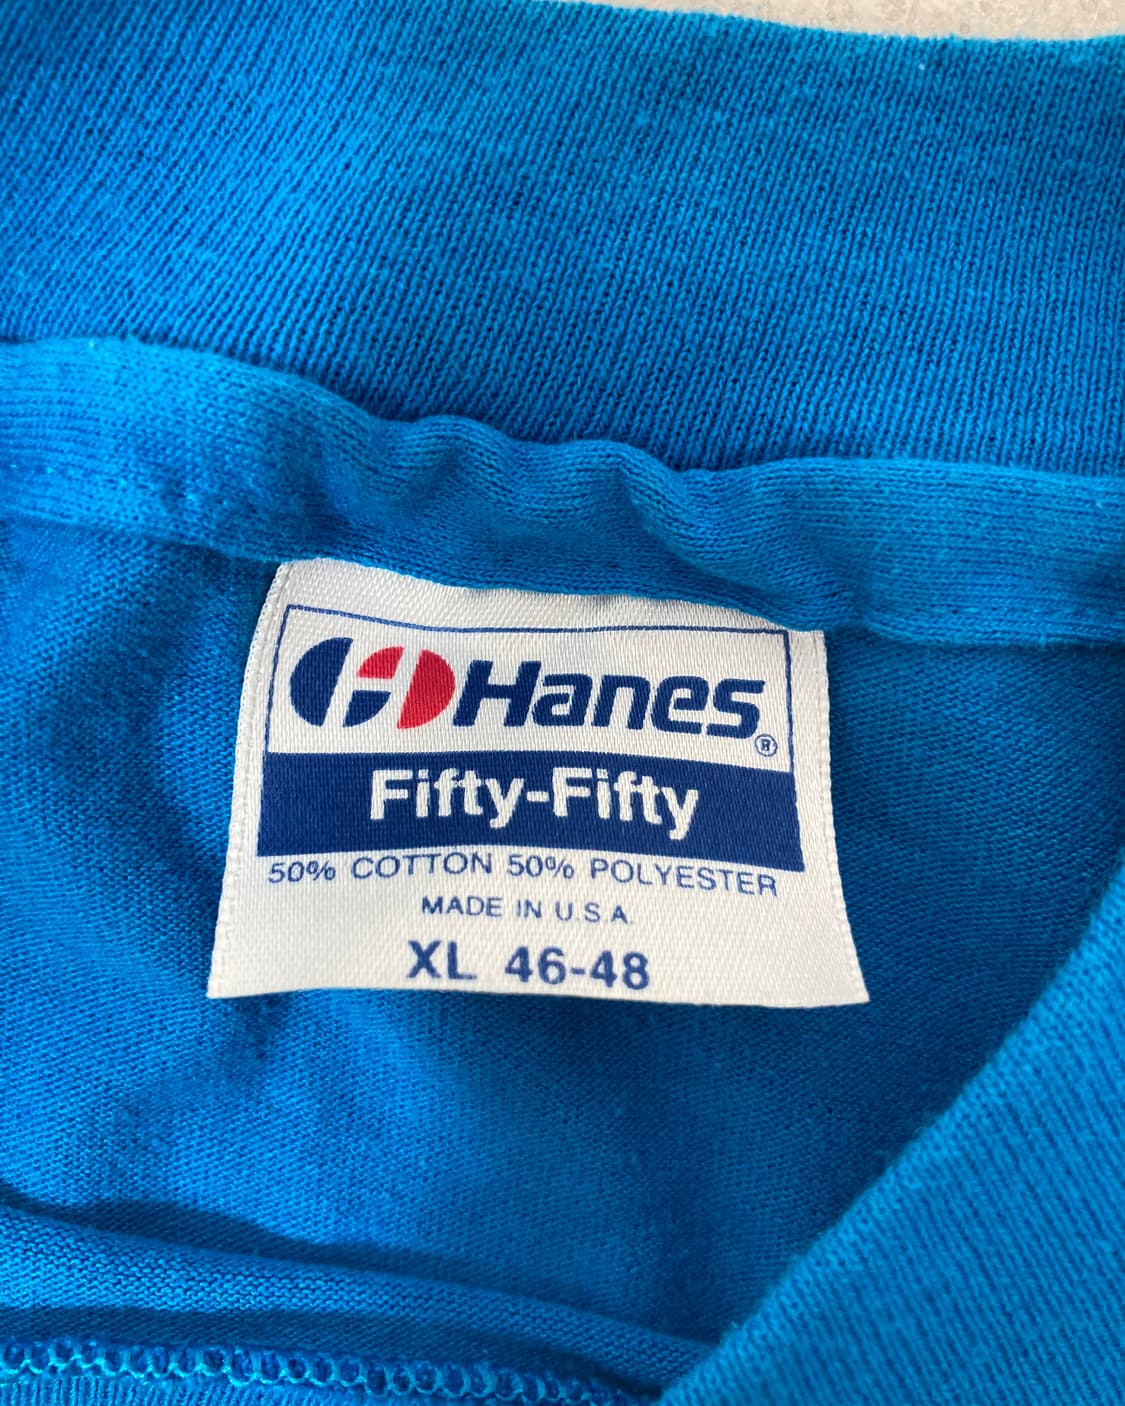 Hanes®
Fifty-Fifty
50% COTTON 50% POLYESTER
MADE IN U.S.A.
XL 46-48